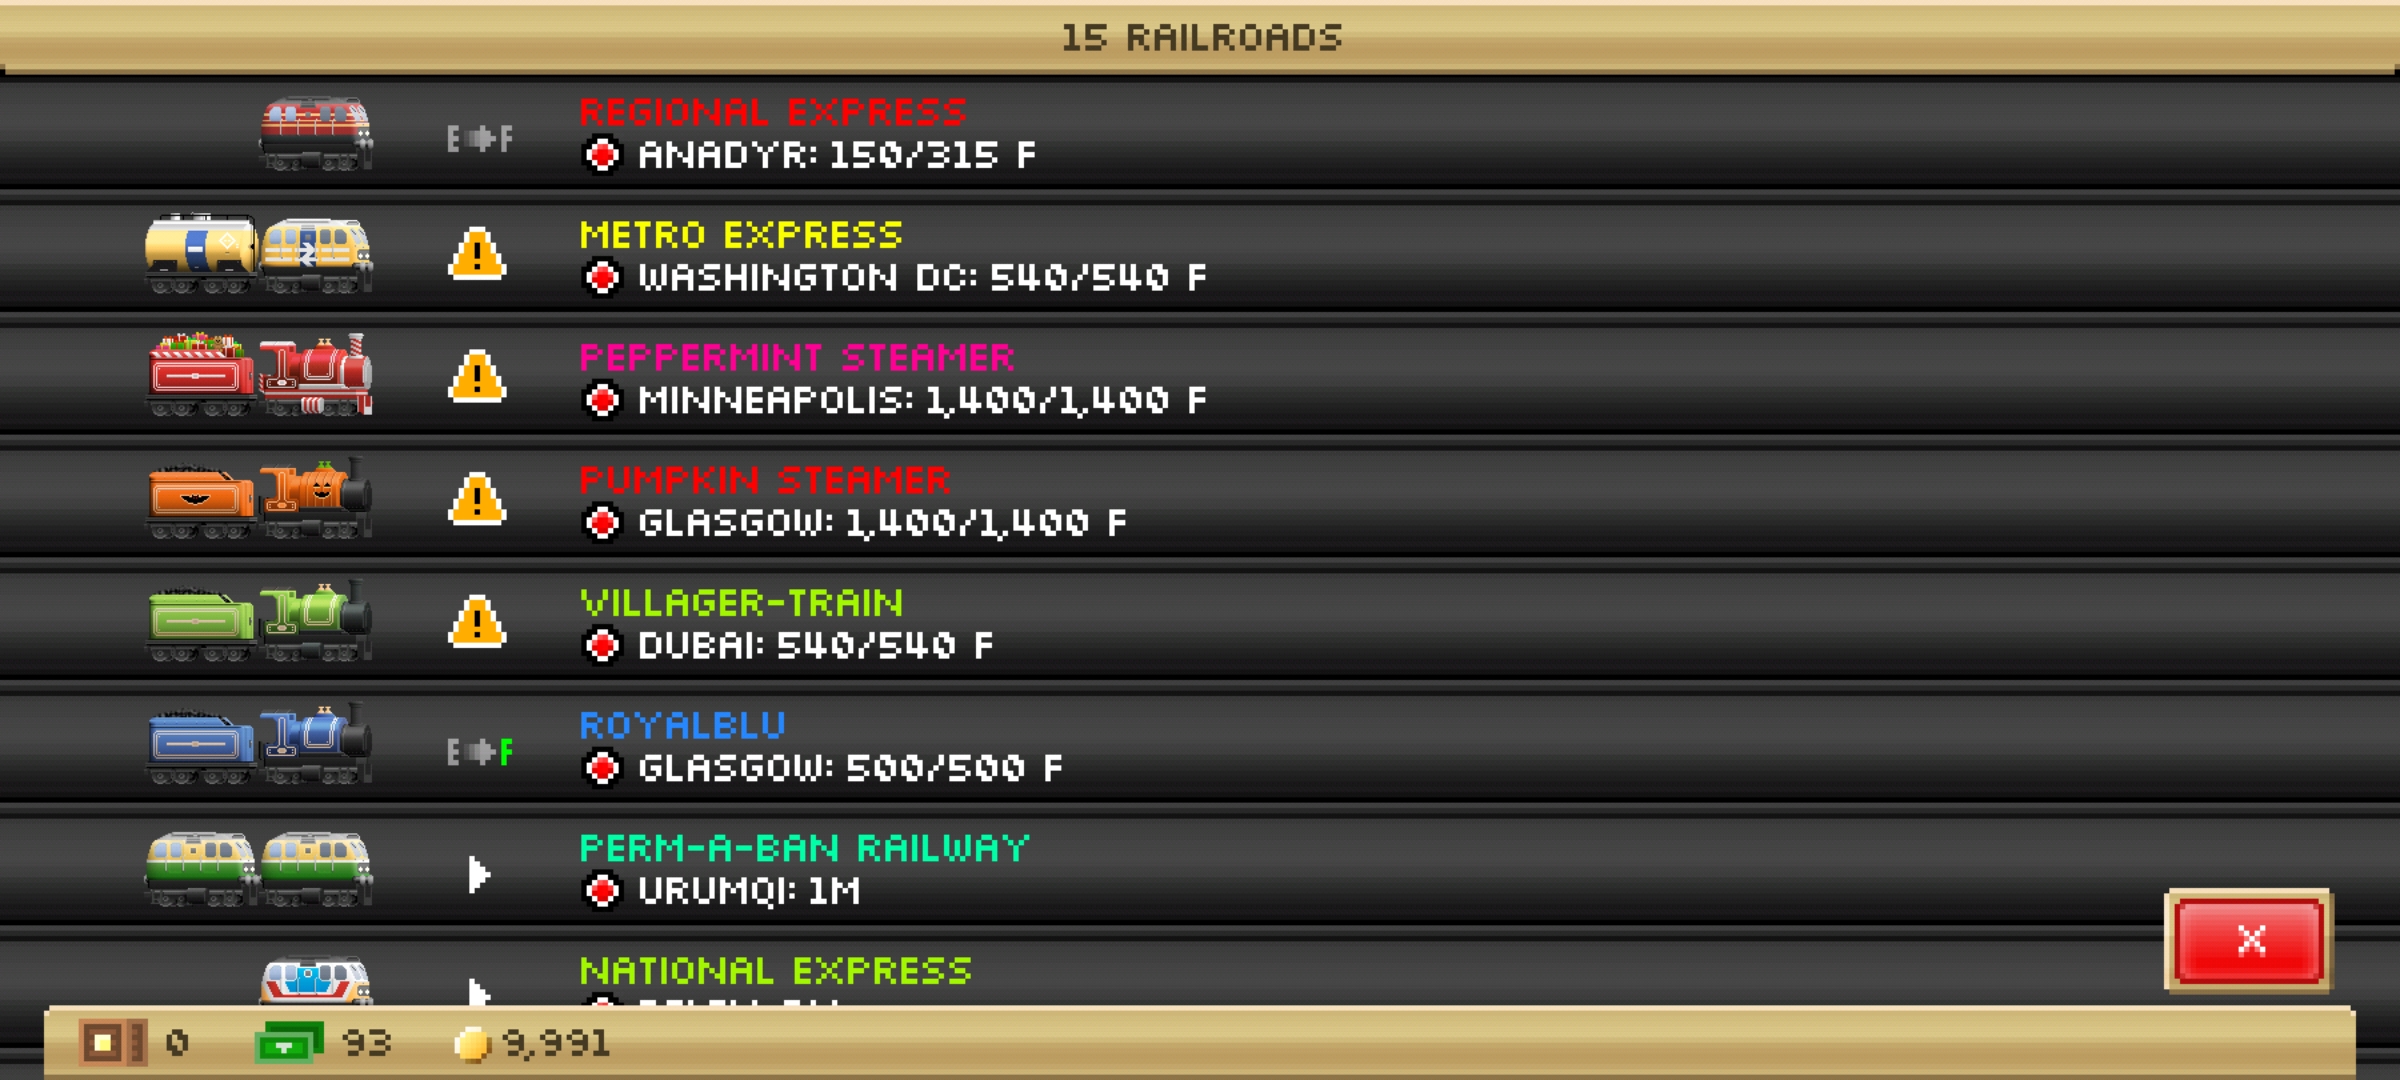 15 RAILROADS
REGIONAL EXPRESS
E F
ANADYR: 150/315 F
METRO EXPRESS
WASHINGTON DC: 540/540 F
PEPPERMINT STEAMER
MINNEAPOLIS: 1,400/1,400 F
PUMPKIN STEAMER
GLASGOW: 1,400/1,400 F
VILLAGER-TRAIN
DUBAI: 540/540 F
ROYALBLU
E F
GLASGOW: 500/500 F
PERM-A-BAN RAILWAY
URUMQI: 1M
NATIONAL EXPRESS
X
0 93 9,991